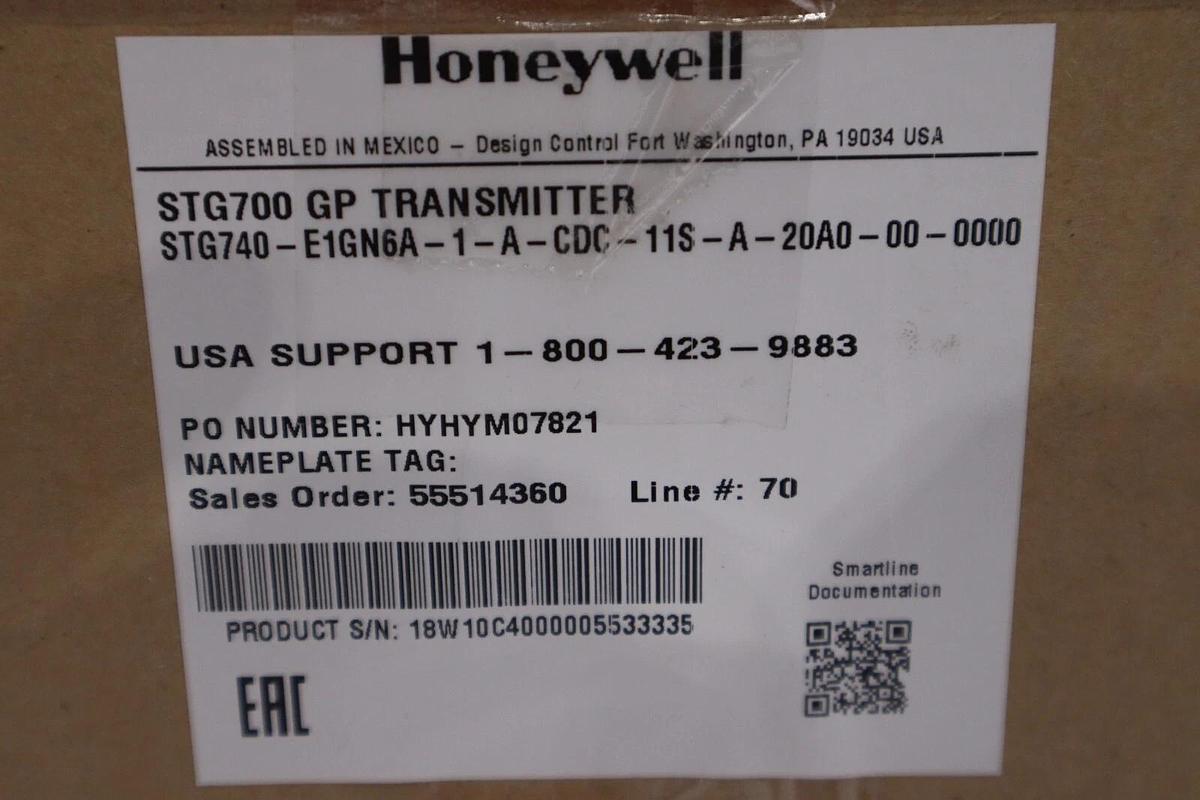 Honeywell
ASSEMBLED IN MEXICO – Design Control Fort Washington, PA 19034 USA
STG700 GP TRANSMITTER
STG740–E1GN6A–1–A–CDC–11S–A–20A0–00–0000
USA SUPPORT 1–800–423–9883
PO NUMBER: HYHYM07821
NAMEPLATE TAG:
Sales Order: 55514360 Line #: 70
Smartline
Documentation
PRODUCT S/N: 18W10C4000005533335
EAC